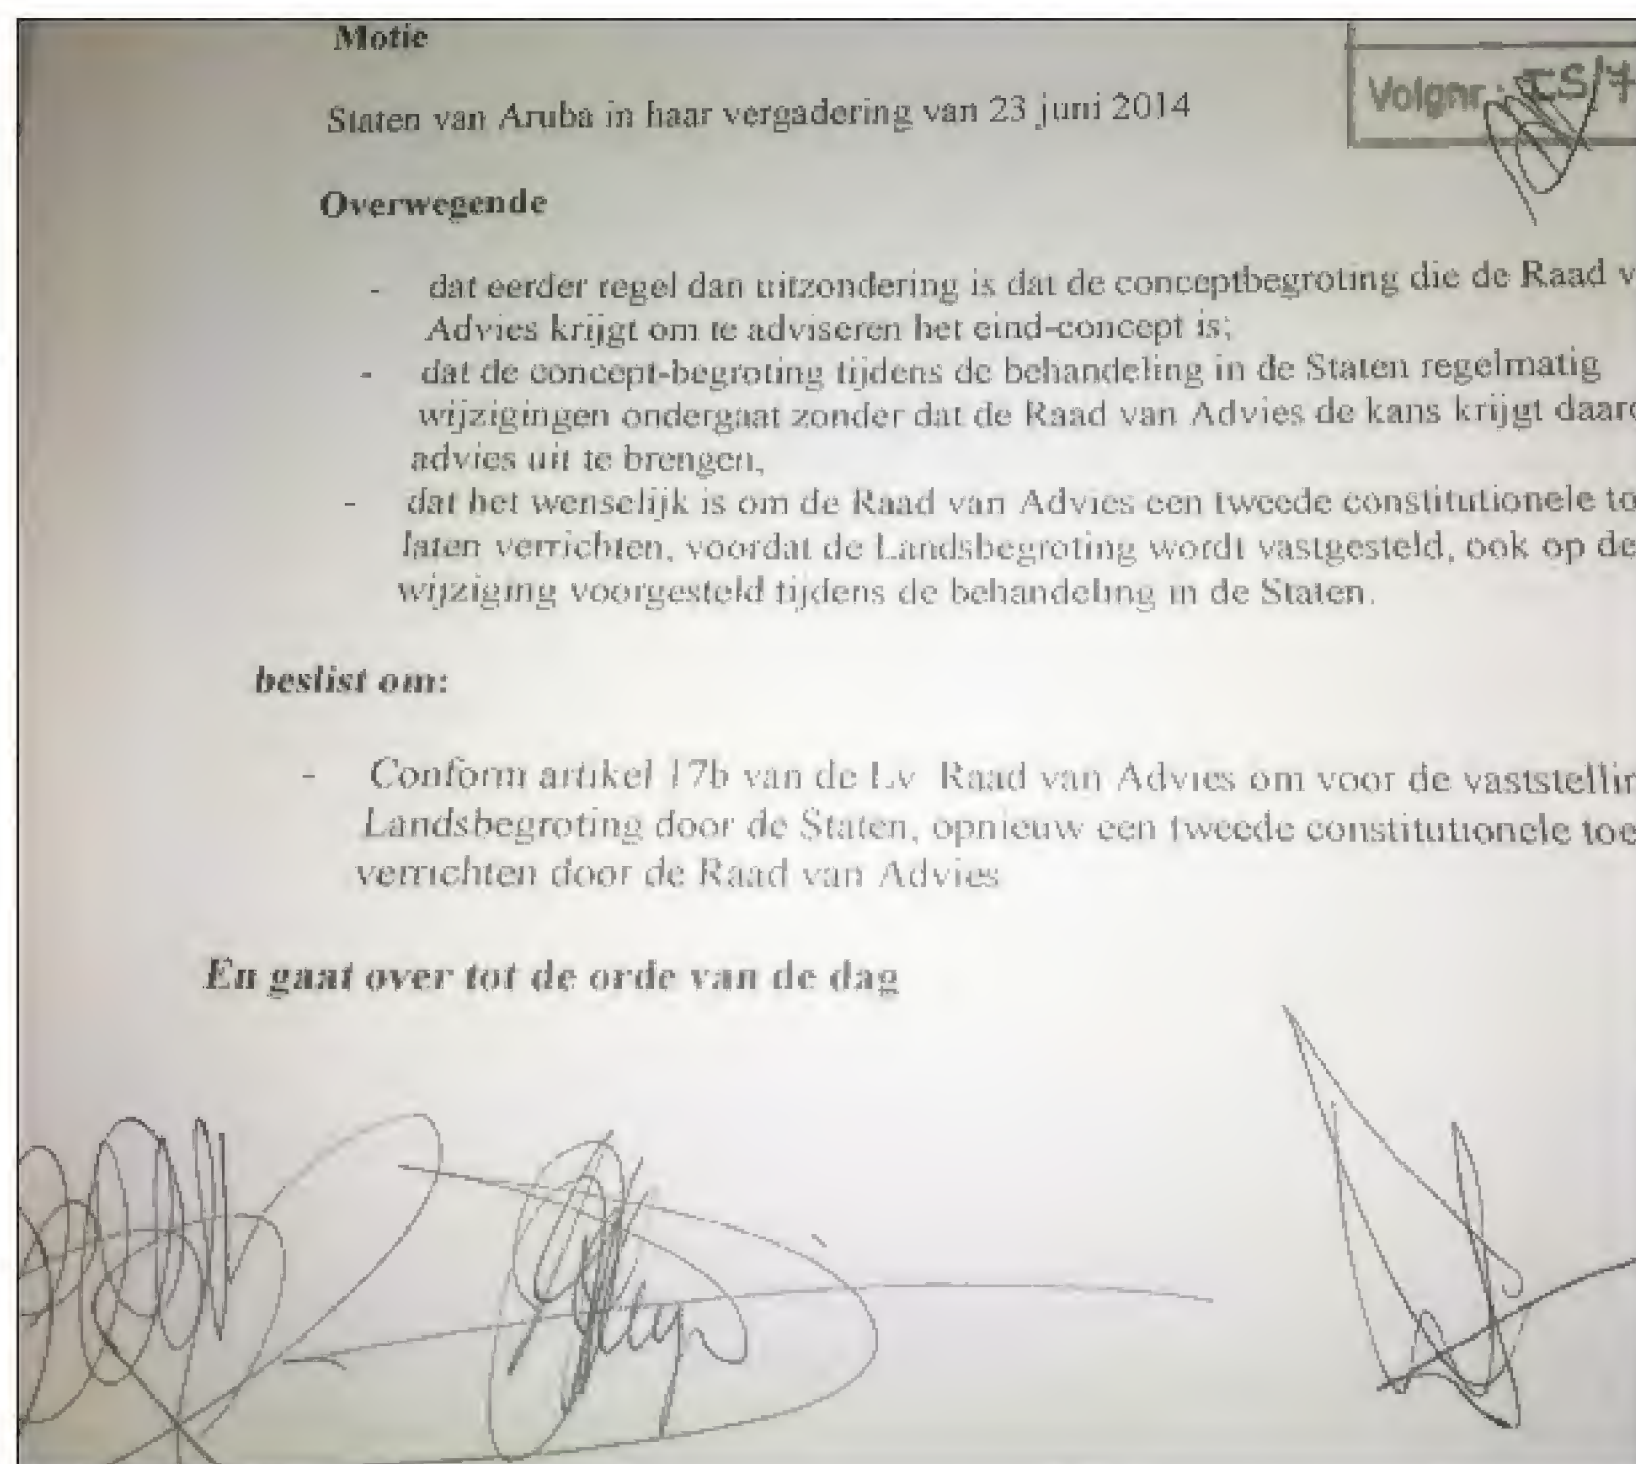 Motie
Volgnr.:
Staten van Aruba in haar vergadering van 23 juni 2014
Overwegende
- dat eerder regel dan uitzondering is dat de conceptbegroting die de Raad v
Advies krijgt om te adviseren het eind-concept is;
- dat de concept-begroting tijdens de behandeling in de Staten regelmatig
wijzigingen ondergaat zonder dat de Raad van Advies de kans krijgt daaro
advies uit te brengen,
- dat het wenselijk is om de Raad van Advies een tweede constitutionele to
laten verrichten, voordat de Landsbegroting wordt vastgesteld, ook op de
wijziging voorgesteld tijdens de behandeling in de Staten.
beslist om:
- Conform artikel 17b van de Lv Raad van Advies om voor de vaststellin
Landsbegroting door de Staten, opnieuw een tweede constitutionele toe
verrichten door de Raad van Advies
En gaat over tot de orde van de dag